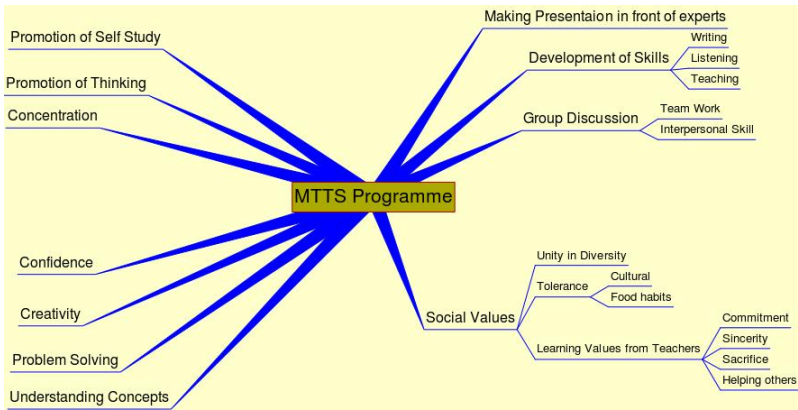 Making Presentaion in front of experts
Promotion of Self Study
Writing
Development of Skills
Listening
Teaching
Promotion of Thinking
Concentration
Team Work
Group Discussion
Interpersonal Skill
MTTS Programme
Confidence
Unity in Diversity
Cultural
Tolerance
Food habits
Creativity
Social Values
Commitment
Sincerity
Learning Values from Teachers
Sacrifice
Helping others
Problem Solving
Understanding Concepts